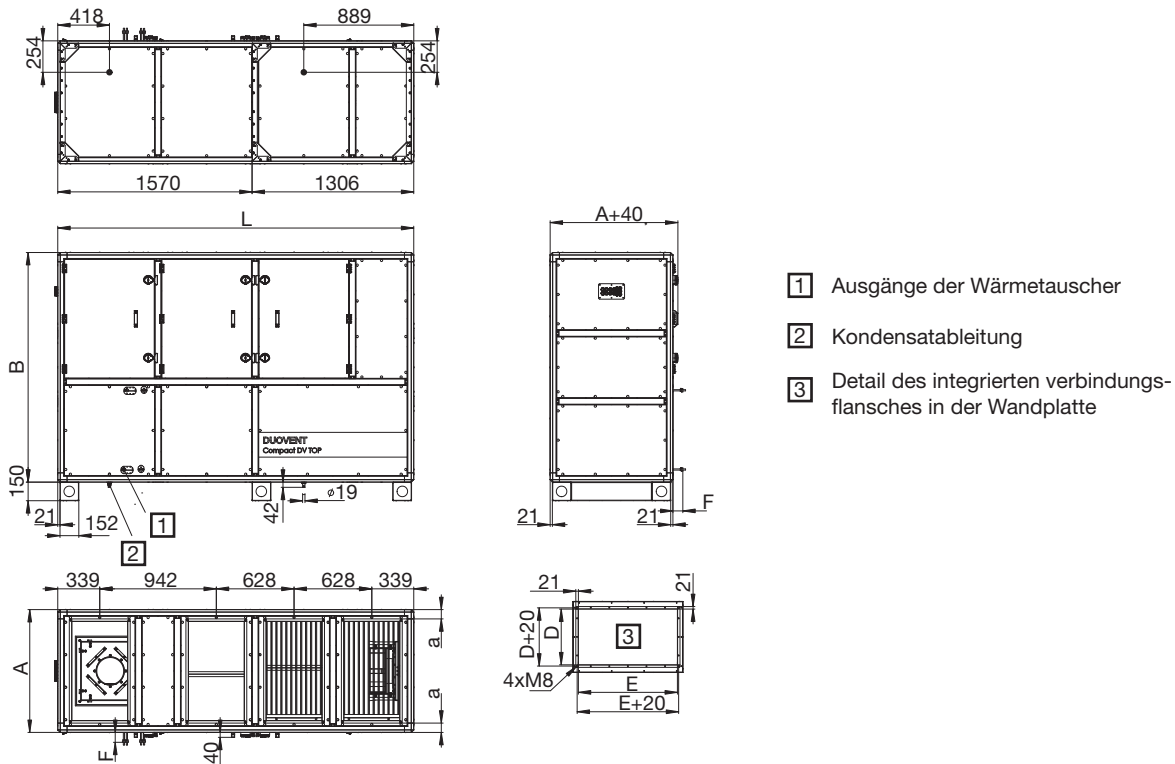 418
889
254
254
1570
1306
L
A+40
B
DUOVENT
Compact DV TOP
150
21
152
42
ø19
1
2
21
21
F
1 Ausgänge der Wärmetauscher
2 Kondensatableitung
3 Detail des integrierten verbindungs-
flansches in der Wandplatte
339
942
628
628
339
A
a
a
F
40
21
21
D+20
D
3
4xM8
E
E+20